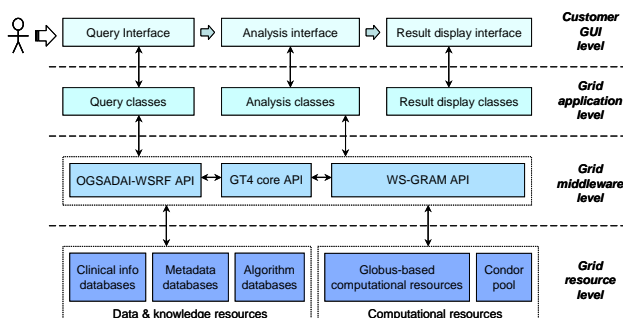 Query Interface
Analysis interface
Result display interface
Customer
GUI
level
Query classes
Analysis classes
Result display classes
Grid
application
level
OGSADAI-WSRF API
GT4 core API
WS-GRAM API
Grid
middleware
level
Clinical info
databases
Metadata
databases
Algorithm
databases
Globus-based
computational resources
Condor
pool
Grid
resource
level
Data & knowledge resources
Computational resources